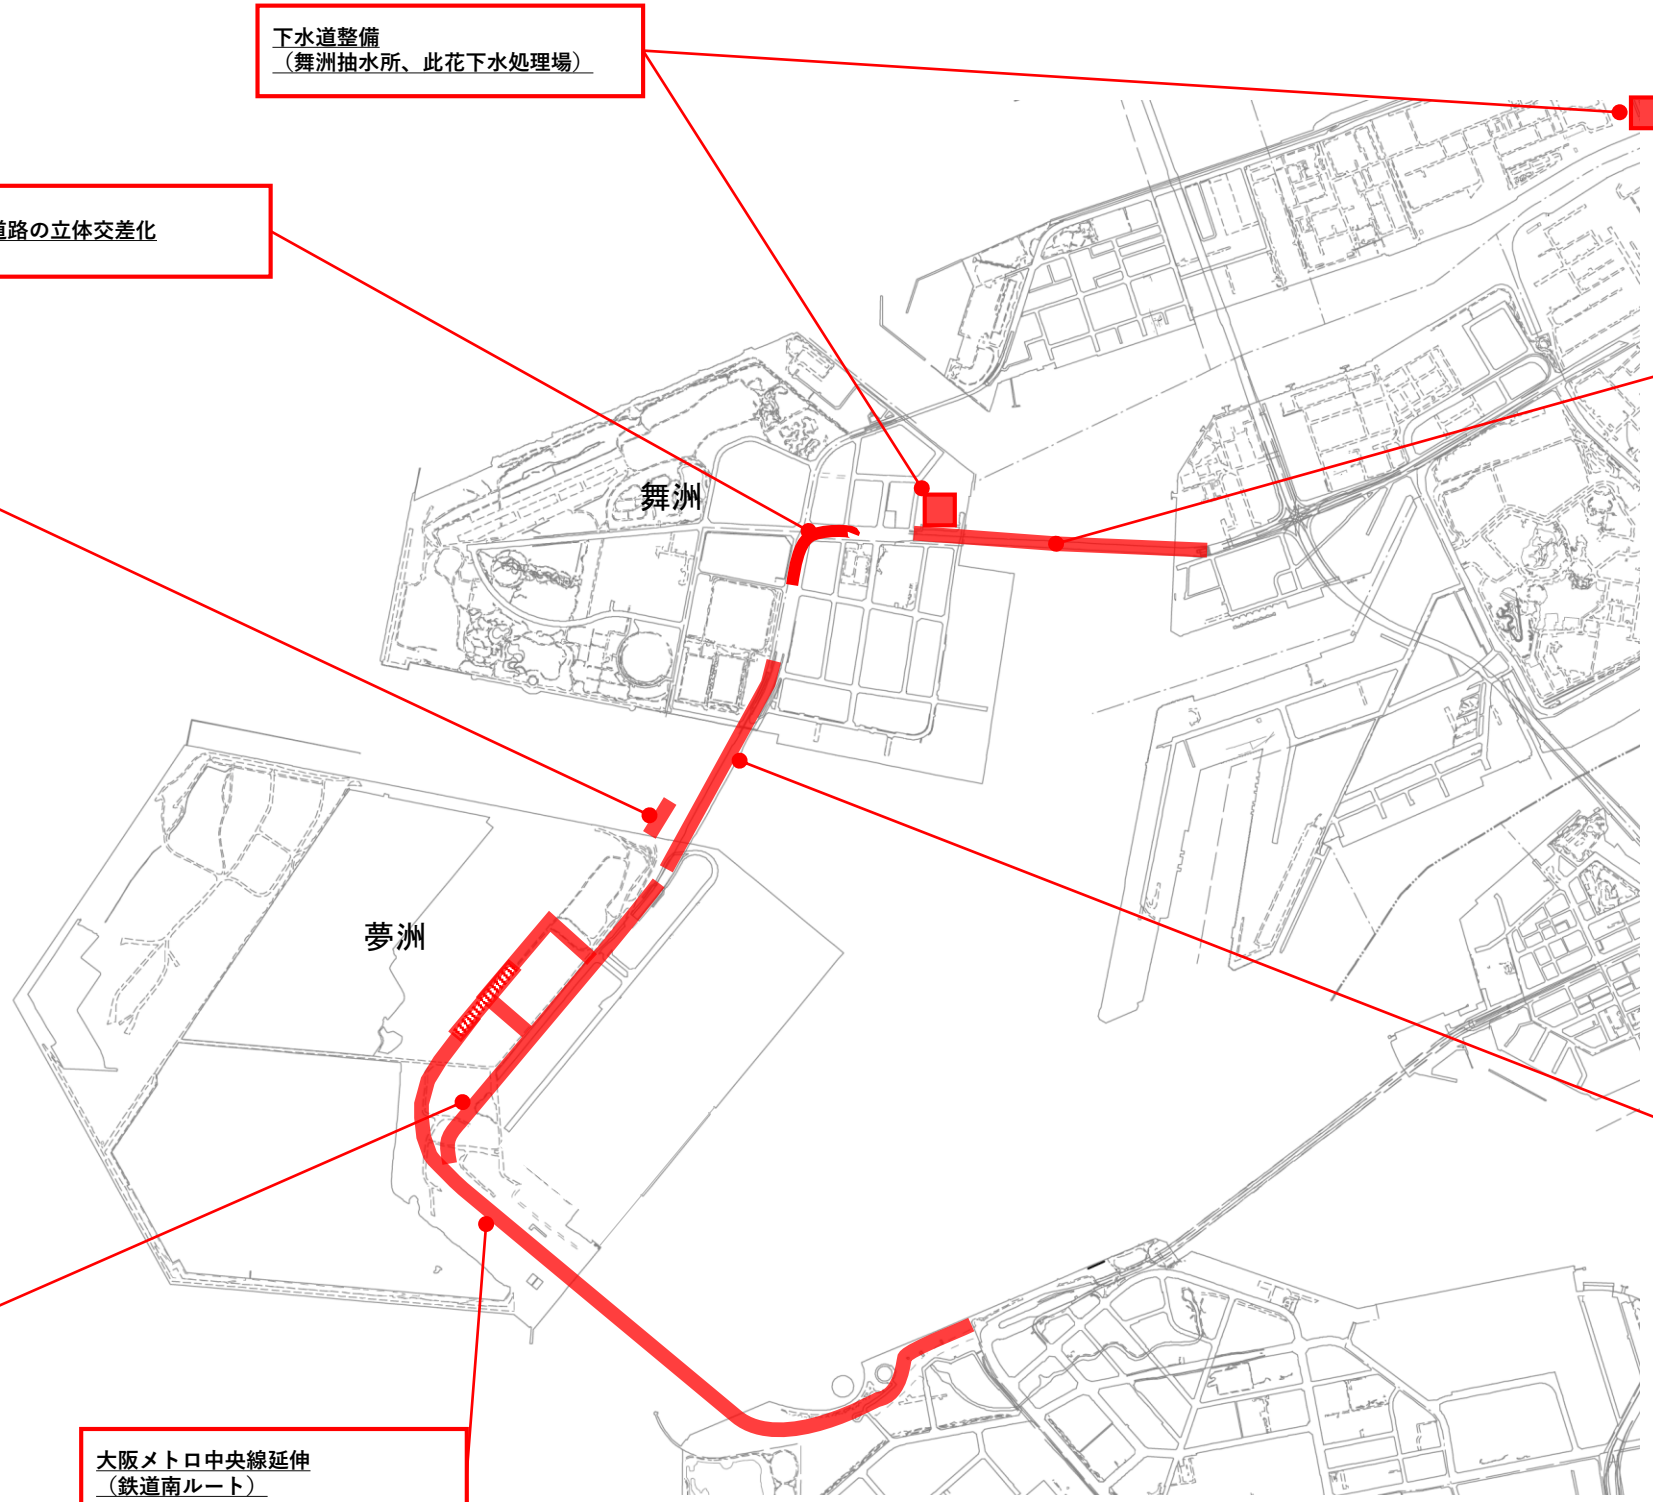 下水道整備
（舞洲抽水所、此花下水処理場）
道路の立体交差化
舞洲
夢洲
大阪メトロ中央線延伸
（鉄道南ルート）